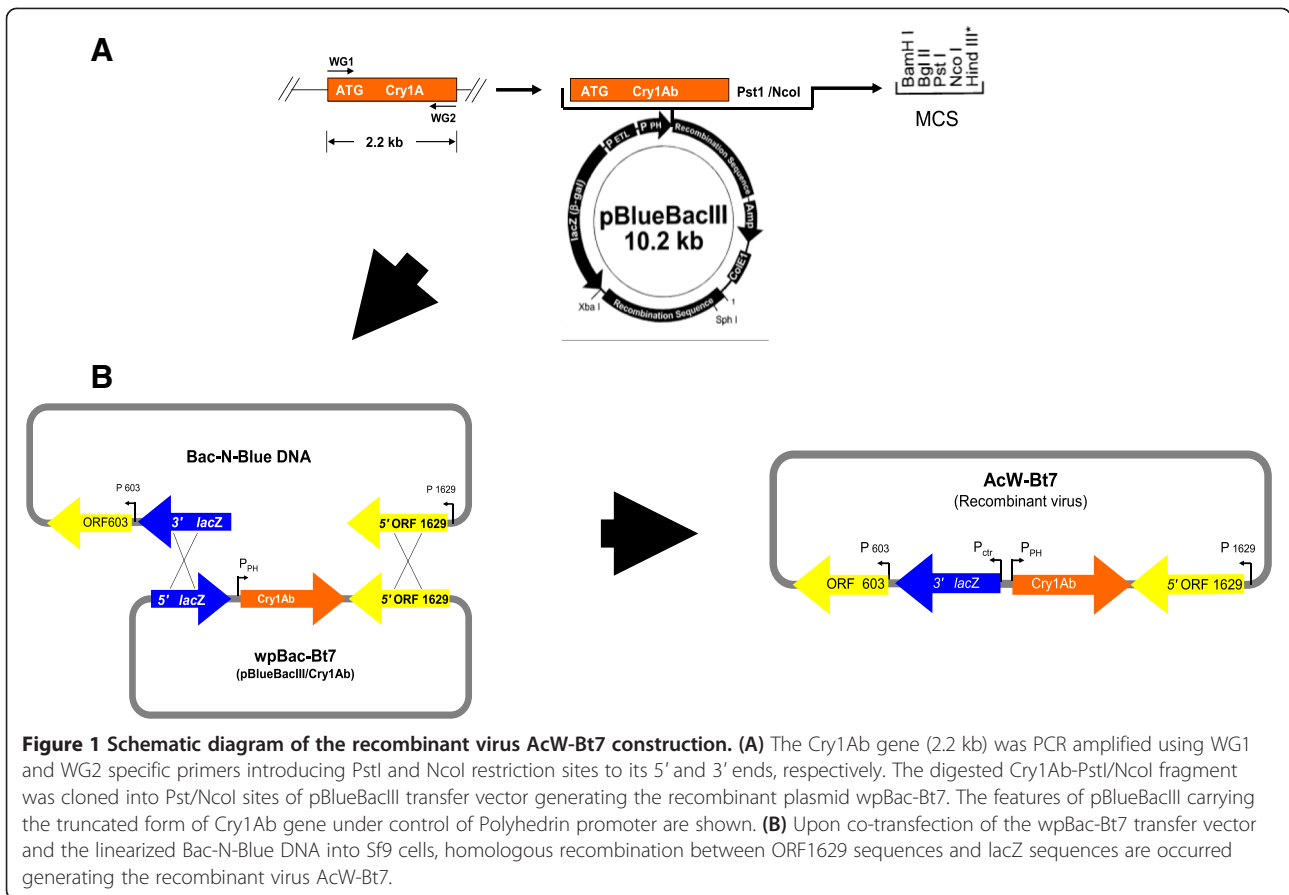 A
WG1
ATG Cry1A
WG2
2.2 kb
ATG Cry1Ab
Pst1 /NcoI
BamH I
Bgl II
Pst I
Nco I
Hind III*
MCS
P ETL
P PH
Recombination Sequence
lacZ (β-gal)
Amp
pBlueBacIII
10.2 kb
ColE1
Xba I
Recombination Sequence
1
Sph I
B
Bac-N-Blue DNA
P 603
P 1629
ORF603
3' lacZ
5' ORF 1629
PPH
5' lacZ
Cry1Ab
5' ORF 1629
wpBac-Bt7
(pBlueBacIII/Cry1Ab)
AcW-Bt7
(Recombinant virus)
P 603
Pctr
PPH
P 1629
ORF 603
3' lacZ
Cry1Ab
5' ORF 1629
Figure 1 Schematic diagram of the recombinant virus AcW-Bt7 construction. (A) The Cry1Ab gene (2.2 kb) was PCR amplified using WG1
and WG2 specific primers introducing PstI and NcoI restriction sites to its 5' and 3' ends, respectively. The digested Cry1Ab-PstI/NcoI fragment
was cloned into Pst/NcoI sites of pBlueBacIII transfer vector generating the recombinant plasmid wpBac-Bt7. The features of pBlueBacIII carrying
the truncated form of Cry1Ab gene under control of Polyhedrin promoter are shown. (B) Upon co-transfection of the wpBac-Bt7 transfer vector
and the linearized Bac-N-Blue DNA into Sf9 cells, homologous recombination between ORF1629 sequences and lacZ sequences are occurred
generating the recombinant virus AcW-Bt7.